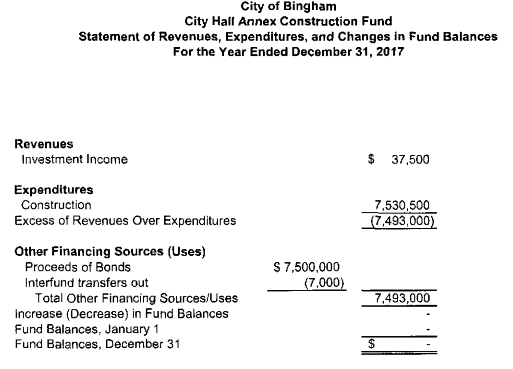 City of Bingham
City Hall Annex Construction Fund
Statement of Revenues, Expenditures, and Changes in Fund Balances
For the Year Ended December 31, 2017
Revenues
Investment Income $ 37,500
Expenditures
Construction 7,530,500
Excess of Revenues Over Expenditures (7,493,000)
Other Financing Sources (Uses)
Proceeds of Bonds $ 7,500,000
Interfund transfers out (7,000)
Total Other Financing Sources/Uses 7,493,000
Increase (Decrease) in Fund Balances -
Fund Balances, January 1 -
Fund Balances, December 31 $ -